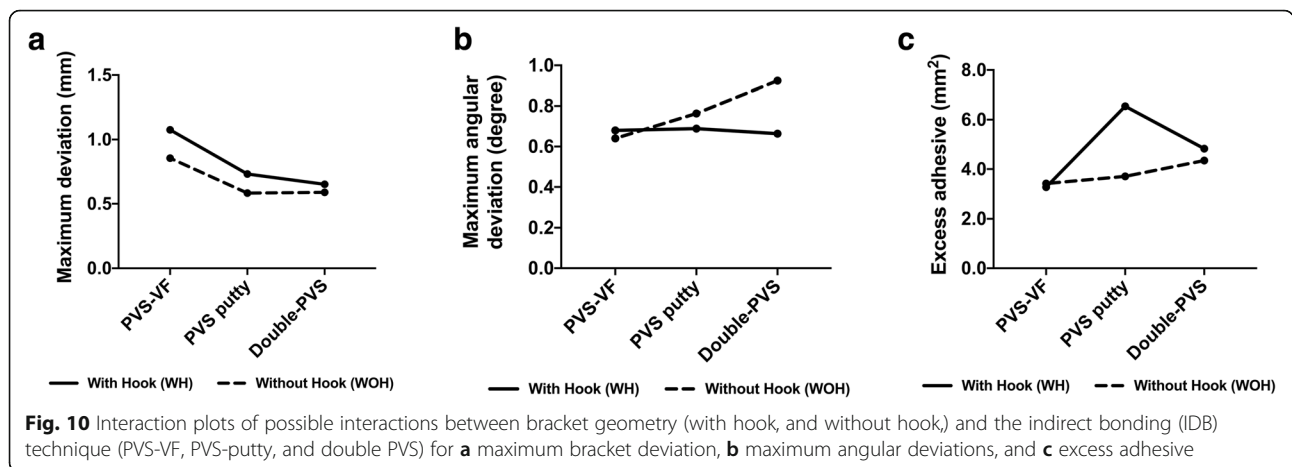 a
Maximum deviation (mm)
1.5
1.0
0.5
0.0
PVS-VF
PVS putty
Double-PVS
With Hook (WH)
Without Hook (WOH)
b
Maximum angular
deviation (degree)
1.0
0.8
0.6
0.4
0.2
0.0
PVS-VF
PVS putty
Double-PVS
With Hook (WH)
Without Hook (WOH)
c
Excess adhesive (mm²)
8.0
6.0
4.0
2.0
0.0
PVS-VF
PVS putty
Double-PVS
With Hook (WH)
Without Hook (WOH)
Fig. 10 Interaction plots of possible interactions between bracket geometry (with hook, and without hook,) and the indirect bonding (IDB)
technique (PVS-VF, PVS-putty, and double PVS) for a maximum bracket deviation, b maximum angular deviations, and c excess adhesive